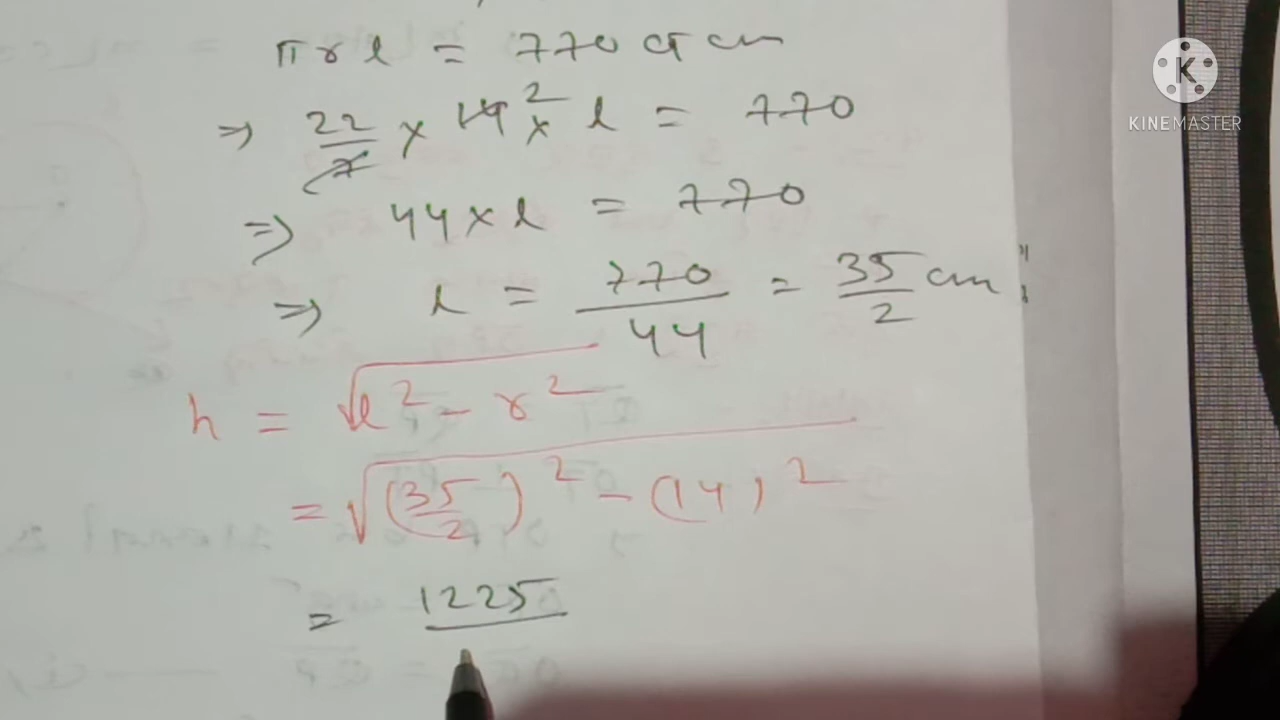 πrl = 770 व cm
⇒ 22/7 × 14 2 × l = 770
⇒ 44 × l = 770
⇒ l = 770/44 = 35/2 cm
h = √l² - r²
= √(35/2)² - (14)²
= 1225
K
KINEMASTER